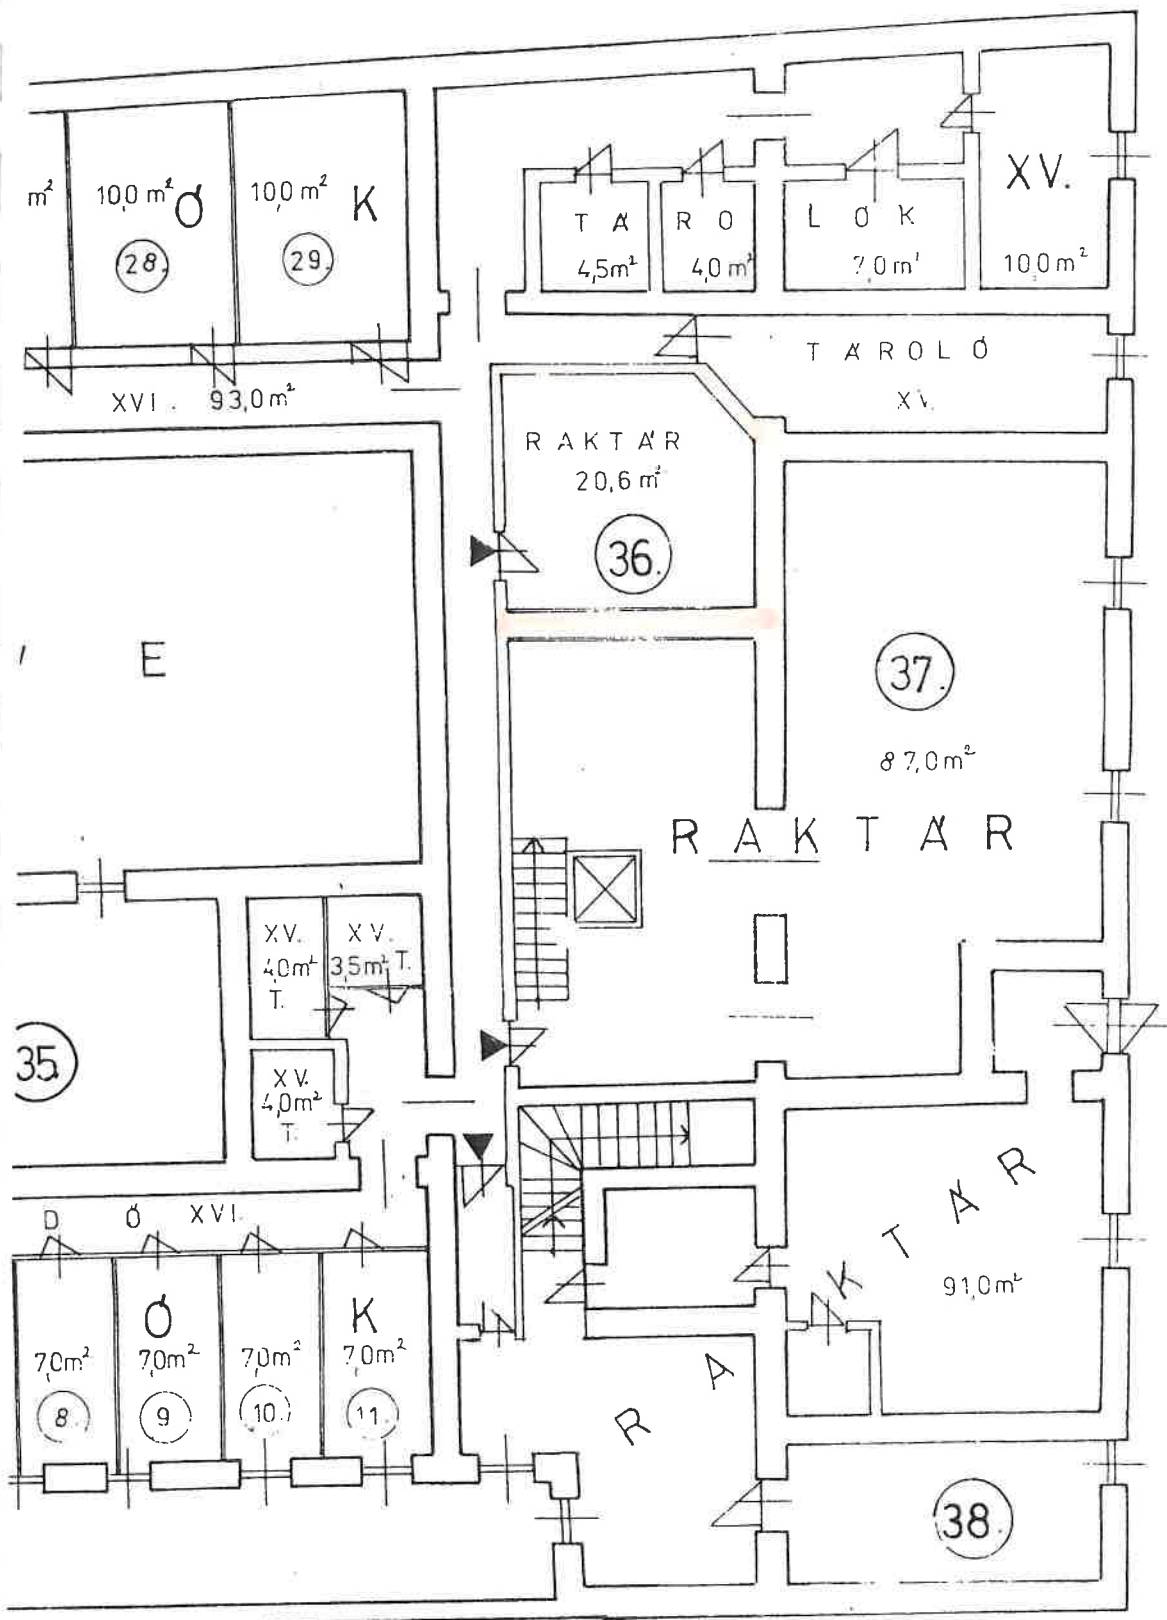 m²
10,0 m²
Ó
28.
10,0 m²
K
29.
T Á R O L Ó K
4,5m²
4,0 m²
7,0 m²
XV.
10,0 m²
T Á R O L Ó
XV.
XVI. 93,0m²
R A K T Á R
20,6 m²
36.
E
37.
87,0m²
R A K T Á R
XV.
4,0m²
T.
XV.
3,5m² T.
35.
XV.
4,0m²
T.
D Ő XVI.
R A K T Á R
91,0m²
Ó K
7,0m²
7,0m²
7,0m²
7,0m²
8.
9
10.
11.
38.